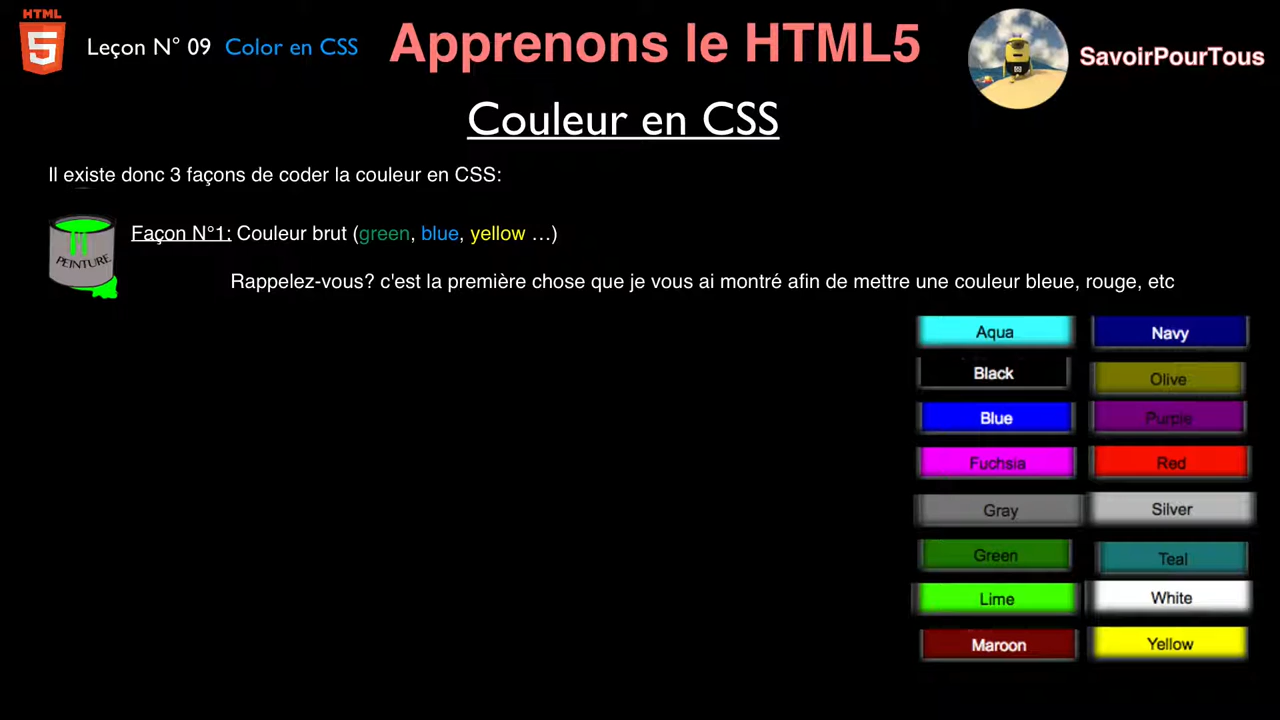 HTML
5
Leçon N° 09 Color en CSS
Apprenons le HTML5
SavoirPourTous
Couleur en CSS
Il existe donc 3 façons de coder la couleur en CSS:
PEINTURE
Façon N°1: Couleur brut (green, blue, yellow …)
Rappelez-vous? c'est la première chose que je vous ai montré afin de mettre une couleur bleue, rouge, etc
Aqua Navy
Black Olive
Blue Purple
Fuchsia Red
Gray Silver
Green Teal
Lime White
Maroon Yellow